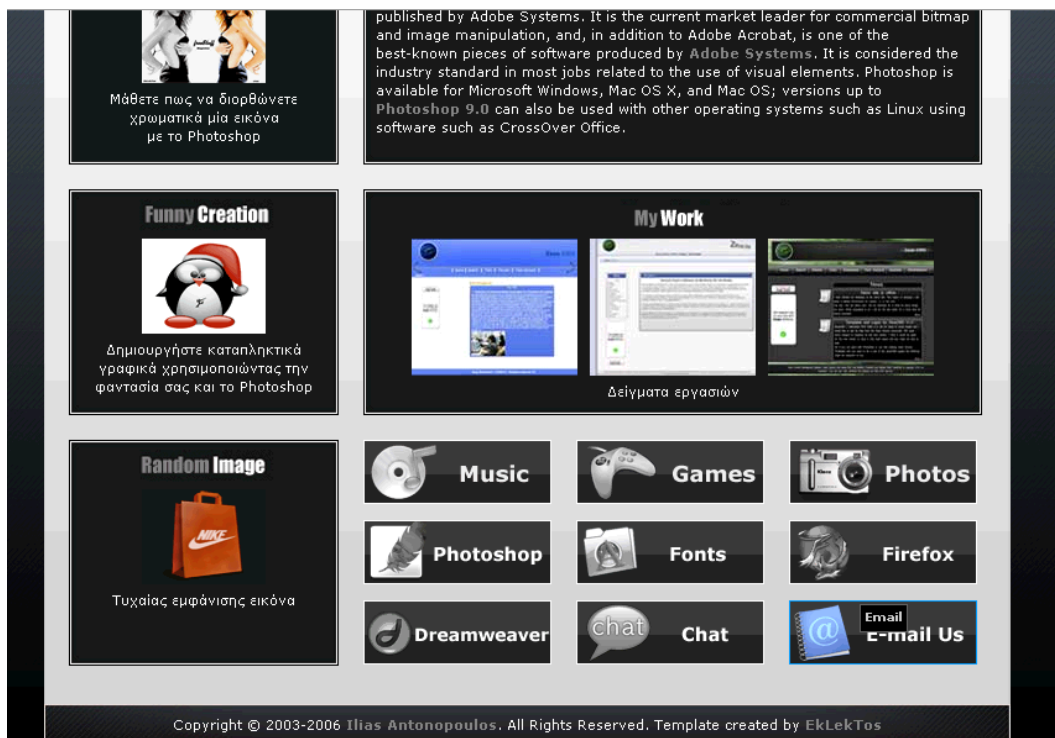 published by Adobe Systems. It is the current market leader for commercial bitmap
and image manipulation, and, in addition to Adobe Acrobat, is one of the
best-known pieces of software produced by Adobe Systems. It is considered the
industry standard in most jobs related to the use of visual elements. Photoshop is
available for Microsoft Windows, Mac OS X, and Mac OS; versions up to
Photoshop 9.0 can also be used with other operating systems such as Linux using
software such as CrossOver Office.
Μάθετε πως να διορθώνετε
χρωματικά μία εικόνα
με το Photoshop
Funny Creation
Δημιουργήστε καταπληκτικά
γραφικά χρησιμοποιώντας την
φαντασία σας και το Photoshop
My Work
News
Δείγματα εργασιών
Random Image
NIKE
Τυχαίας εμφάνισης εικόνα
Music
Games
Photos
Photoshop
Fonts
Firefox
Dreamweaver
chat
Chat
@
Email
E-mail Us
Copyright © 2003-2006 Ilias Antonopoulos. All Rights Reserved. Template created by EkLekTos